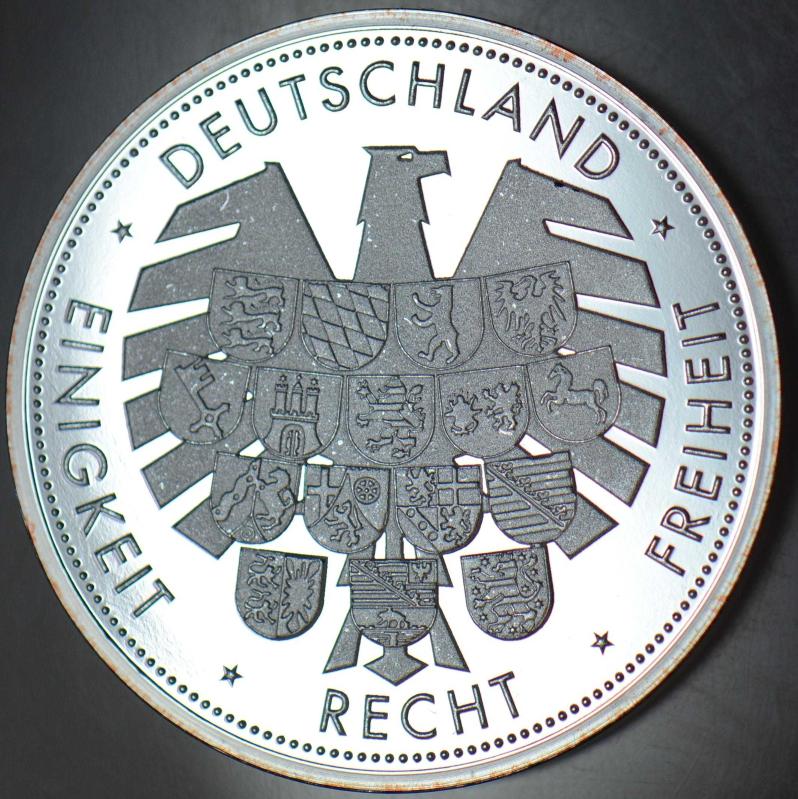 DEUTSCHLAND
EINIGKEIT
RECHT
FREIHEIT